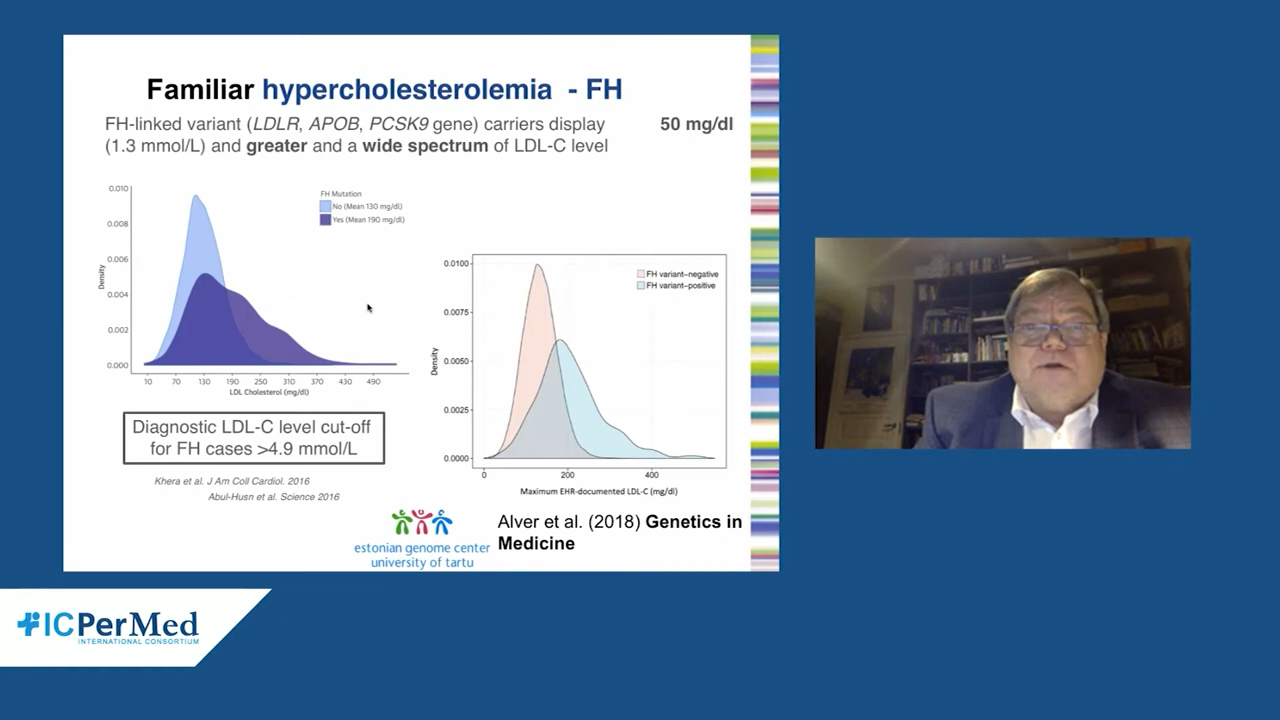 Familiar hypercholesterolemia - FH
FH-linked variant (LDLR, APOB, PCSK9 gene) carriers display 50 mg/dl
(1.3 mmol/L) and greater and a wide spectrum of LDL-C level
FH Mutation
No (Mean 130 mg/dl)
Yes (Mean 190 mg/dl)
0.010
0.008
0.006
0.004
0.002
0.000
Density
10 70 130 190 250 310 370 430 490
LDL Cholesterol (mg/dl)
FH variant-negative
FH variant-positive
0.0100
0.0075
0.0050
0.0025
0.0000
Density
0 200 400
Maximum EHR-documented LDL-C (mg/dl)
Diagnostic LDL-C level cut-off
for FH cases >4.9 mmol/L
Khera et al. J Am Coll Cardiol. 2016
Abul-Husn et al. Science 2016
estonian genome center
university of tartu
Alver et al. (2018) Genetics in
Medicine
ICPerMed
INTERNATIONAL CONSORTIUM